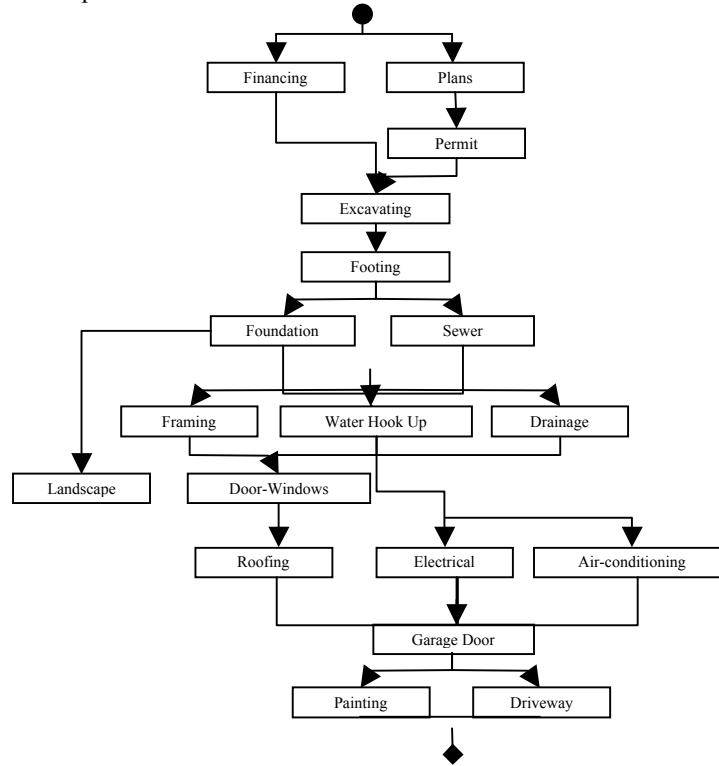 Financing
Plans
Permit
Excavating
Footing
Foundation
Sewer
Framing
Water Hook Up
Drainage
Landscape
Door-Windows
Roofing
Electrical
Air-conditioning
Garage Door
Painting
Driveway